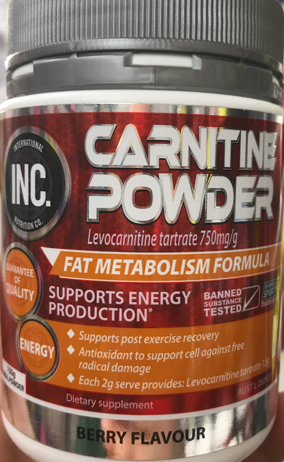 INTERNATIONAL
INC.
NUTRITION CO.
CARNITINE
POWDER
Levocarnitine tartrate 750mg/g
FAT METABOLISM FORMULA
GUARANTEE
OF
QUALITY
SUPPORTS ENERGY
PRODUCTION*
BANNED
SUBSTANCE
TESTED
ENERGY
Supports post exercise recovery
Antioxidant to support cell against free
radical damage
Each 2g serve provides: Levocarnitine tartrate
POWDER
Dietary supplement
BERRY FLAVOUR